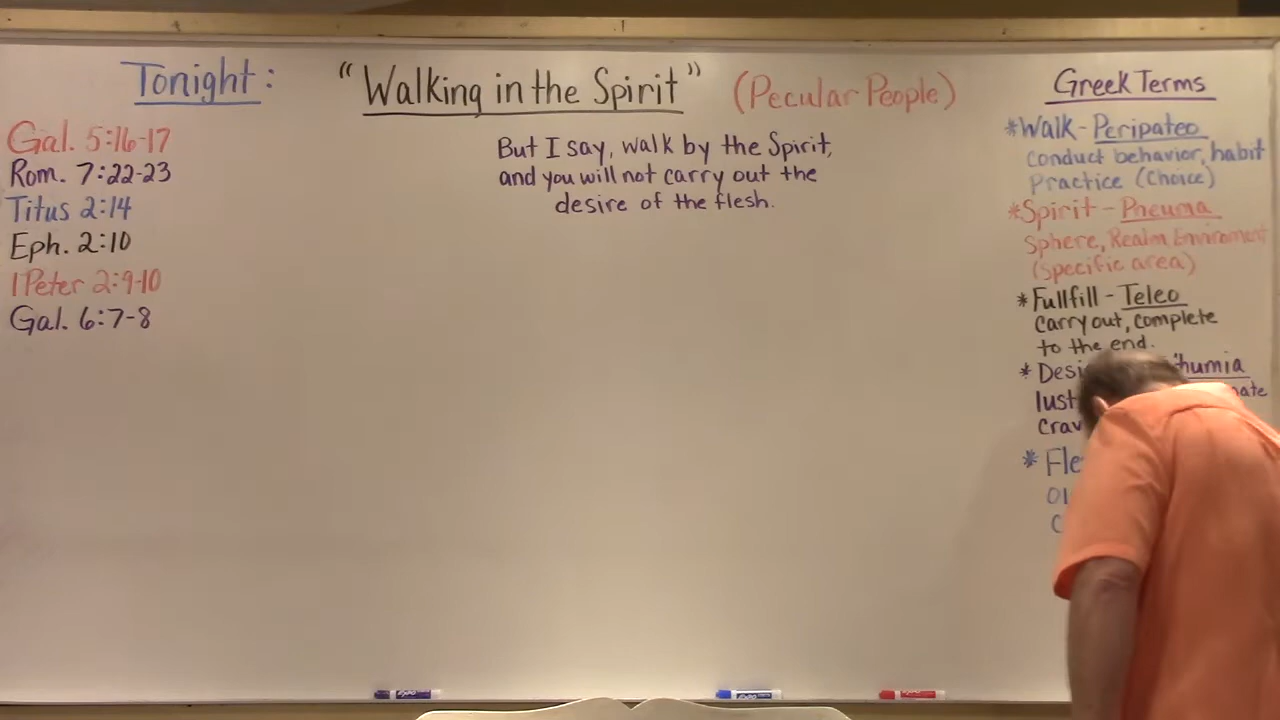 Tonight:
"Walking in the Spirit"
(Pecular People)
Gal. 5:16-17
Rom. 7:22-23
Titus 2:14
Eph. 2:10
1 Peter 2:9-10
Gal. 6:7-8
But I say, walk by the Spirit,
and you will not carry out the
desire of the flesh.
Greek Terms
*Walk - Peripateo
Conduct behavior, habit
Practice (Choice)
*Spirit - Pneuma
Sphere, Realm Enviroment
(specific area)
*Fullfill - Teleo
Carry out, complete
to the end.
*
lust